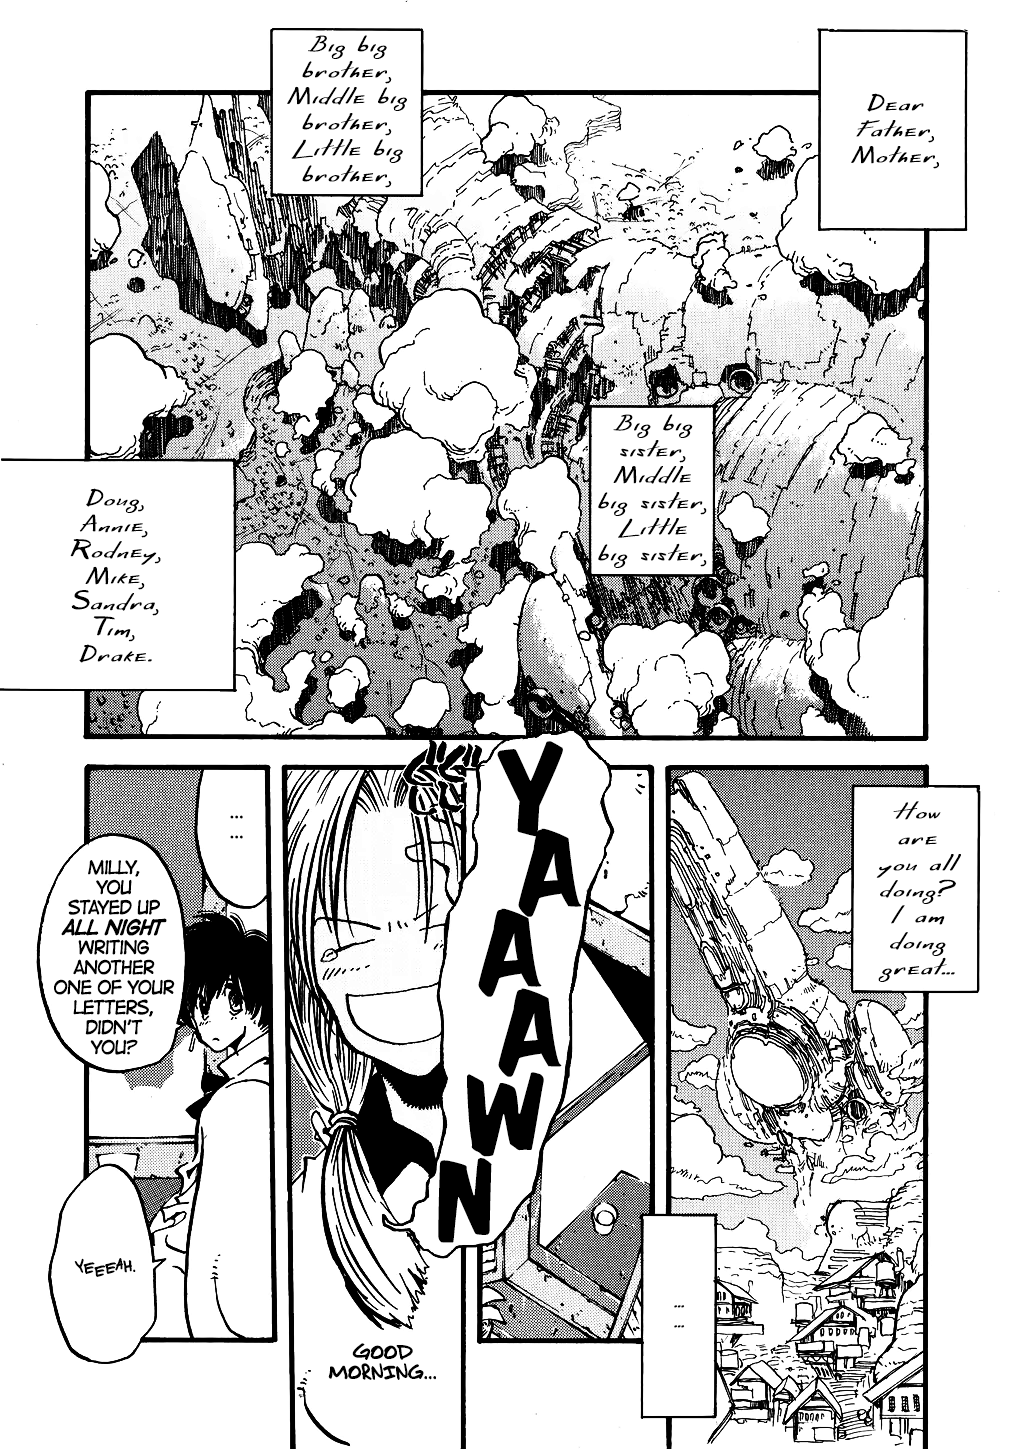 Dear
Father,
Mother,
Big big
brother,
Middle big
brother,
Little big
brother,
Big big
sister,
Middle
big sister,
Little
big sister,
Doug,
Annie,
Rodney,
Mike,
Sandra,
Tim,
Drake.
How
are
you all
doing?
I am
doing
great...
...
...
YAAAWN
GOOD
MORNING...
...
...
MILLY,
YOU
STAYED UP
ALL NIGHT
WRITING
ANOTHER
ONE OF YOUR
LETTERS,
DIDN'T
YOU?
YEEEAH.